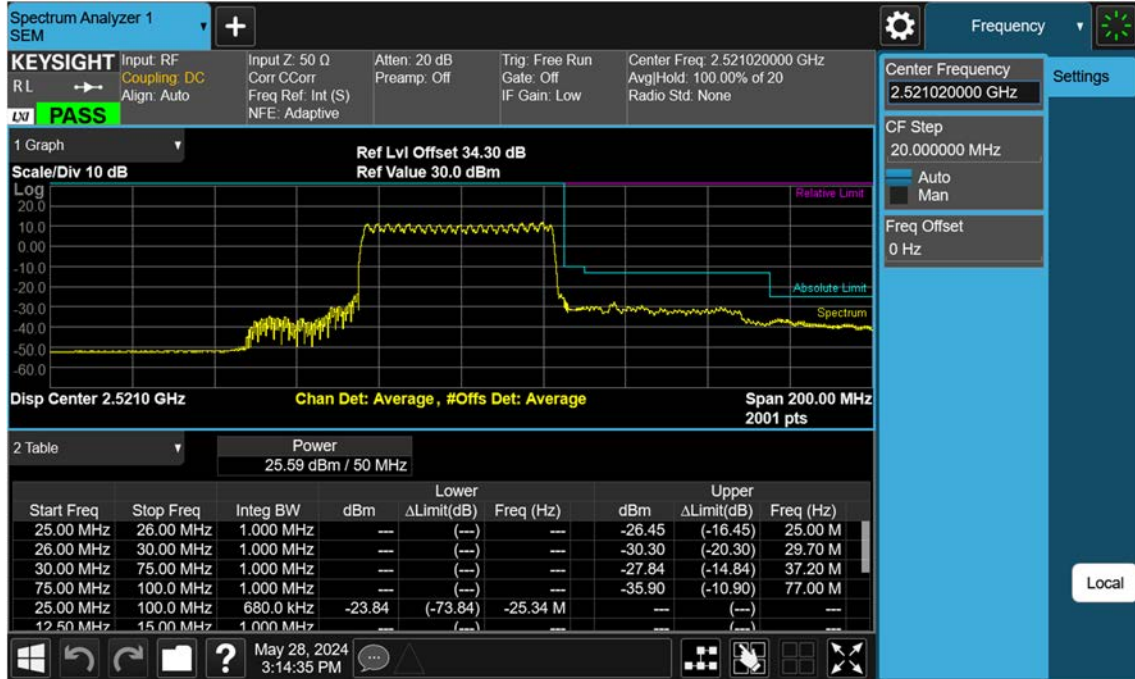 Spectrum Analyzer 1
SEM
Frequency
KEYSIGHT
R L
LXI
PASS
Input: RF
Coupling: DC
Align: Auto
Input Z: 50 Ω
Corr CCorr
Freq Ref: Int (S)
NFE: Adaptive
Atten: 20 dB
Preamp: Off
Trig: Free Run
Gate: Off
IF Gain: Low
Center Freq: 2.521020000 GHz
Avg|Hold: 100.00% of 20
Radio Std: None
Center Frequency
2.521020000 GHz
Settings
CF Step
20.000000 MHz
Auto
Man
Freq Offset
0 Hz
Local
1 Graph
Scale/Div 10 dB
Ref Lvl Offset 34.30 dB
Ref Value 30.0 dBm
Log
20.0
10.0
0.00
-10.0
-20.0
-30.0
-40.0
-50.0
-60.0
Relative Limit
Absolute Limit
Spectrum
Disp Center 2.5210 GHz
Chan Det: Average, #Offs Det: Average
Span 200.00 MHz
2001 pts
2 Table
Power
25.59 dBm / 50 MHz
Lower Upper
Start Freq Stop Freq Integ BW dBm ΔLimit(dB) Freq (Hz) dBm ΔLimit(dB) Freq (Hz)
25.00 MHz 26.00 MHz 1.000 MHz --- (---) --- -26.45 (-16.45) 25.00 M
26.00 MHz 30.00 MHz 1.000 MHz --- (---) --- -30.30 (-20.30) 29.70 M
30.00 MHz 75.00 MHz 1.000 MHz --- (---) --- -27.84 (-14.84) 37.20 M
75.00 MHz 100.0 MHz 1.000 MHz --- (---) --- -35.90 (-10.90) 77.00 M
25.00 MHz 100.0 MHz 680.0 kHz -23.84 (-73.84) -25.34 M --- (---) ---
12.50 MHz 15.00 MHz 1.000 MHz --- (---) --- --- (---) ---
?
May 28, 2024
3:14:35 PM